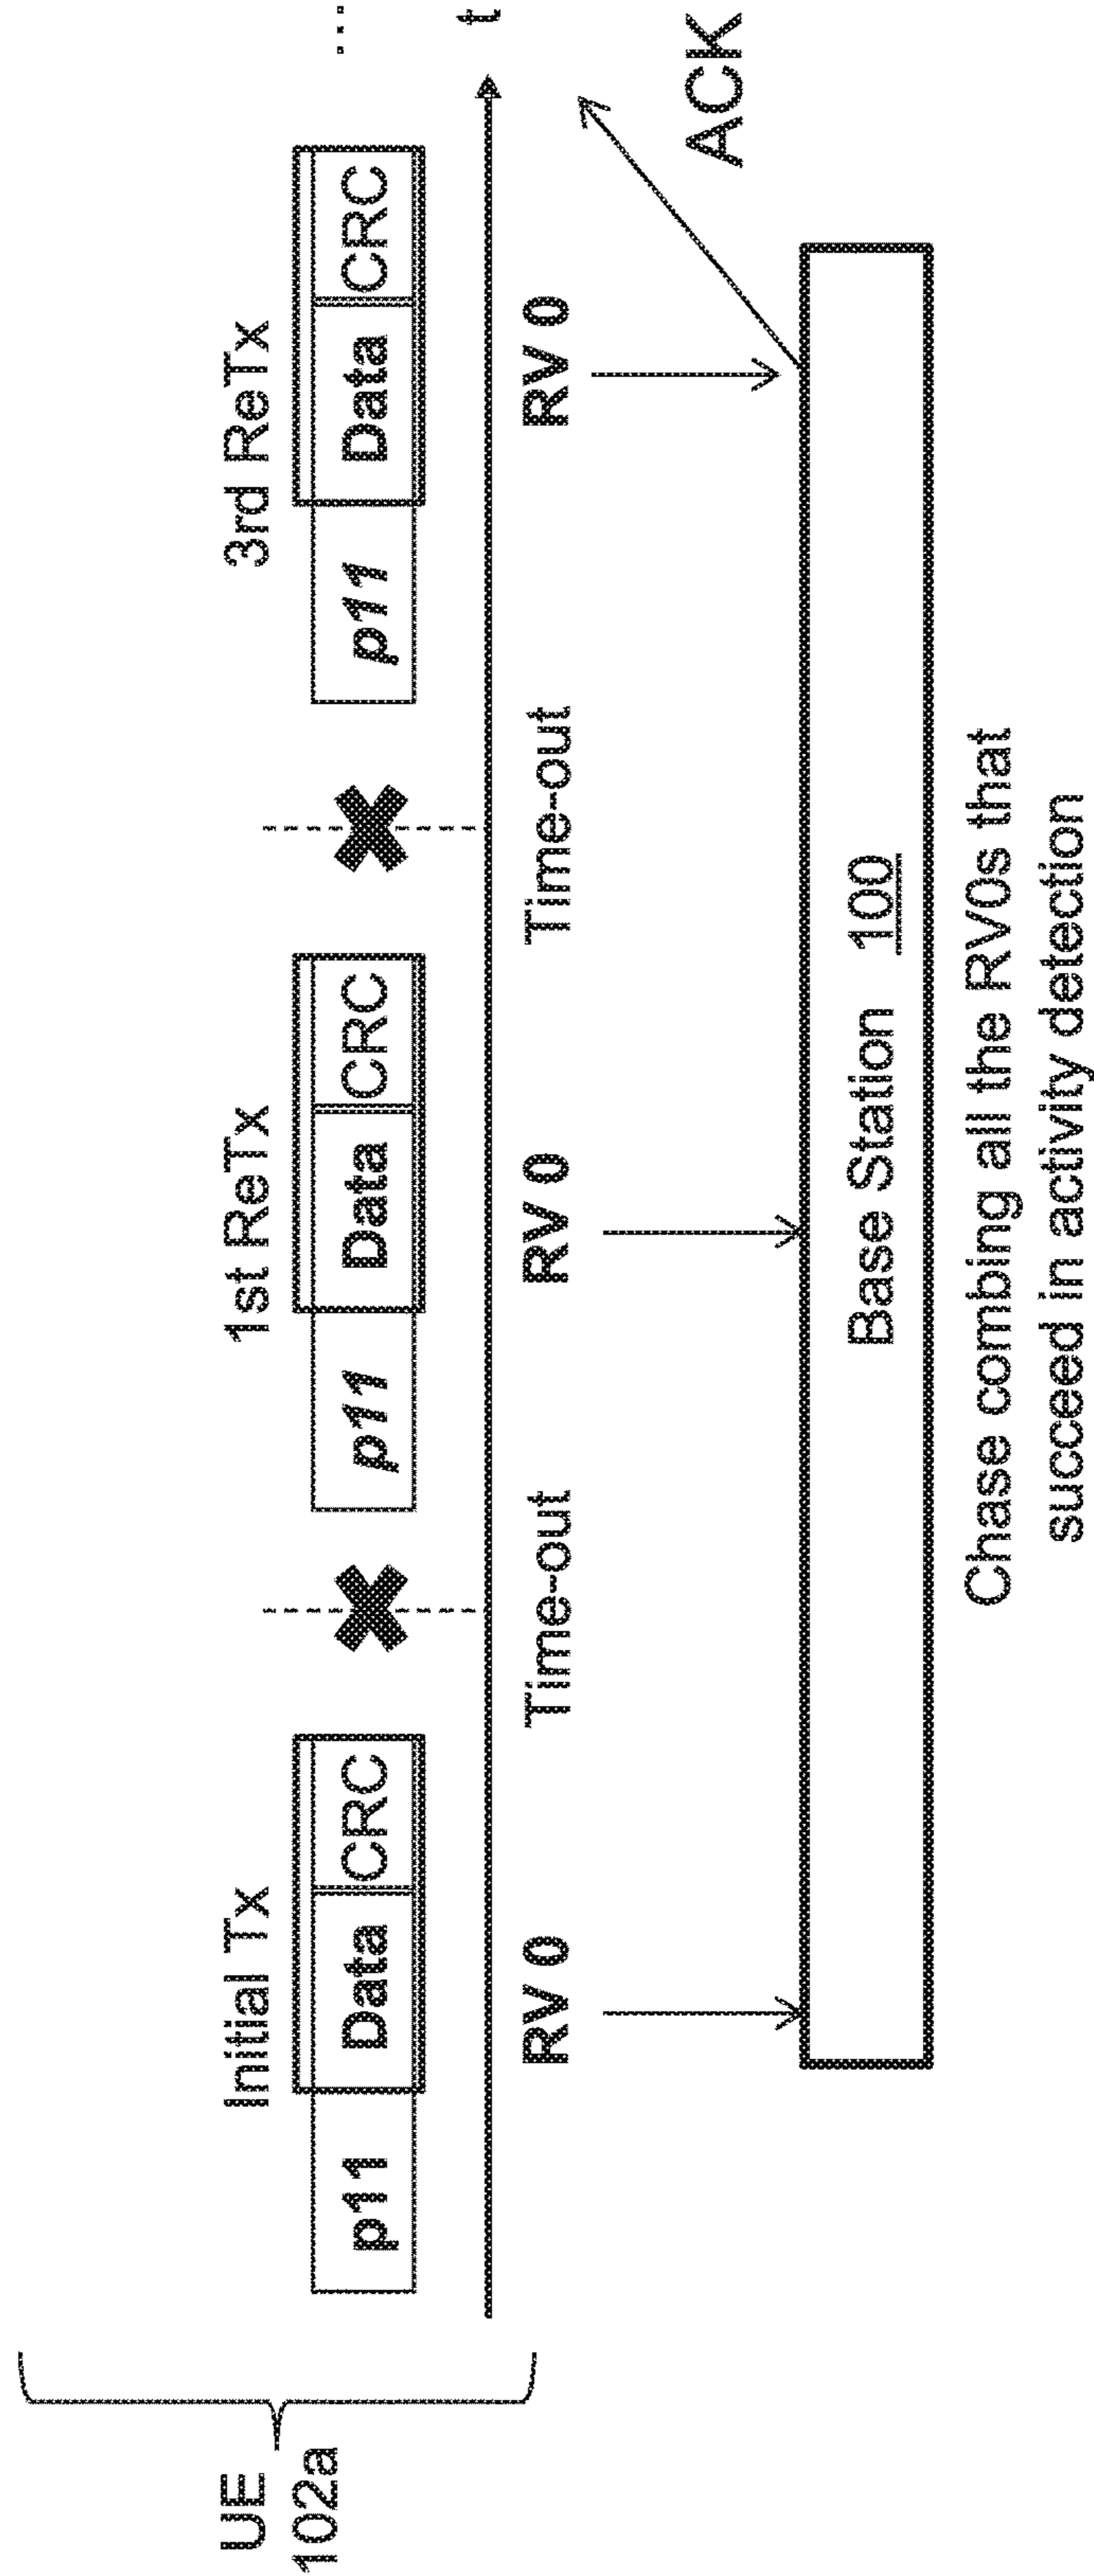 UE
102a
Initial Tx
1st ReTx
3rd ReTx
p11 Data CRC
p11 Data CRC
p11 Data CRC
...
t
RV 0
Time-out
RV 0
Time-out
RV 0
ACK
Base Station 100
Chase combing all the RV0s that
succeed in activity detection